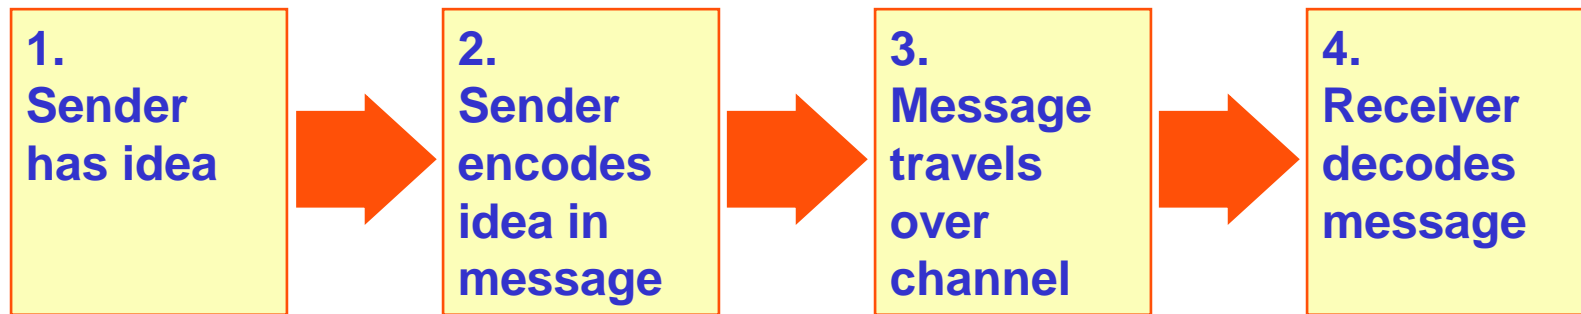 1.
Sender
has idea
2.
Sender
encodes
idea in
message
3.
Message
travels
over
channel
4.
Receiver
decodes
message